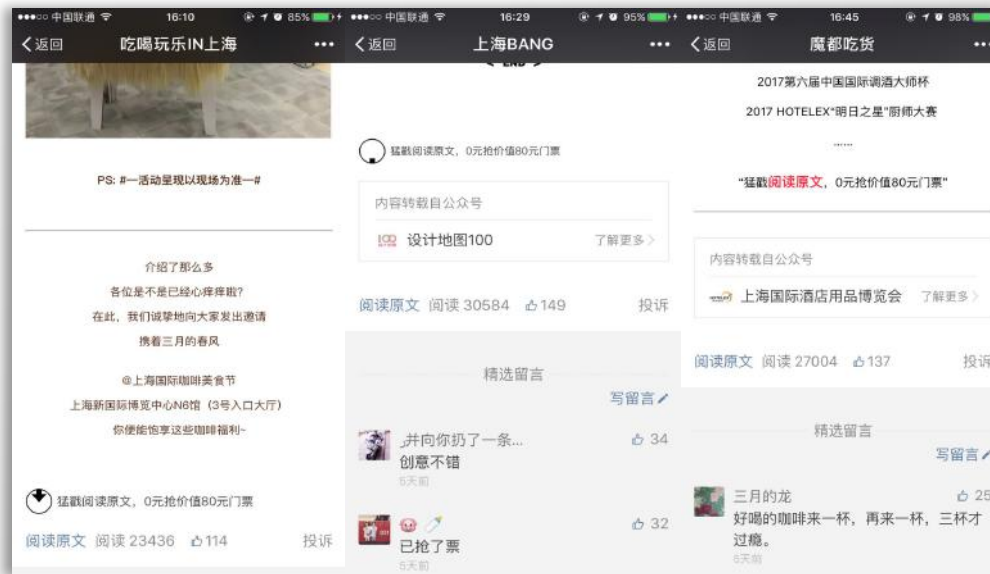 中国联通
16:10
85%
返回
吃喝玩乐IN上海
PS: #—活动呈现以现场为准—#
介绍了那么多
各位是不是已经心痒痒啦?
在此，我们诚挚地向大家发出邀请
携着三月的春风
@上海国际咖啡美食节
上海新国际博览中心N6馆（3号入口大厅）
你便能饱享这些咖啡福利~
猛戳阅读原文，0元抢价值80元门票
阅读原文 阅读 23436 114 投诉
中国联通
16:29
95%
返回
上海BANG
< END >
猛戳阅读原文，0元抢价值80元门票
内容转载自公众号
设计地图100 了解更多
阅读原文 阅读 30584 149 投诉
精选留言
写留言
并向你扔了一条... 34
创意不错
5天前
32
已抢了票
5天前
中国联通
16:45
98%
返回
魔都吃货
2017第六届中国国际调酒大师杯
2017 HOTELEX“明日之星”厨师大赛
......
“猛戳阅读原文，0元抢价值80元门票”
内容转载自公众号
上海国际酒店用品博览会 了解更多
阅读原文 阅读 27004 137 投诉
精选留言
写留言
三月的龙 25
好喝的咖啡来一杯，再来一杯，三杯才
过瘾。
5天前